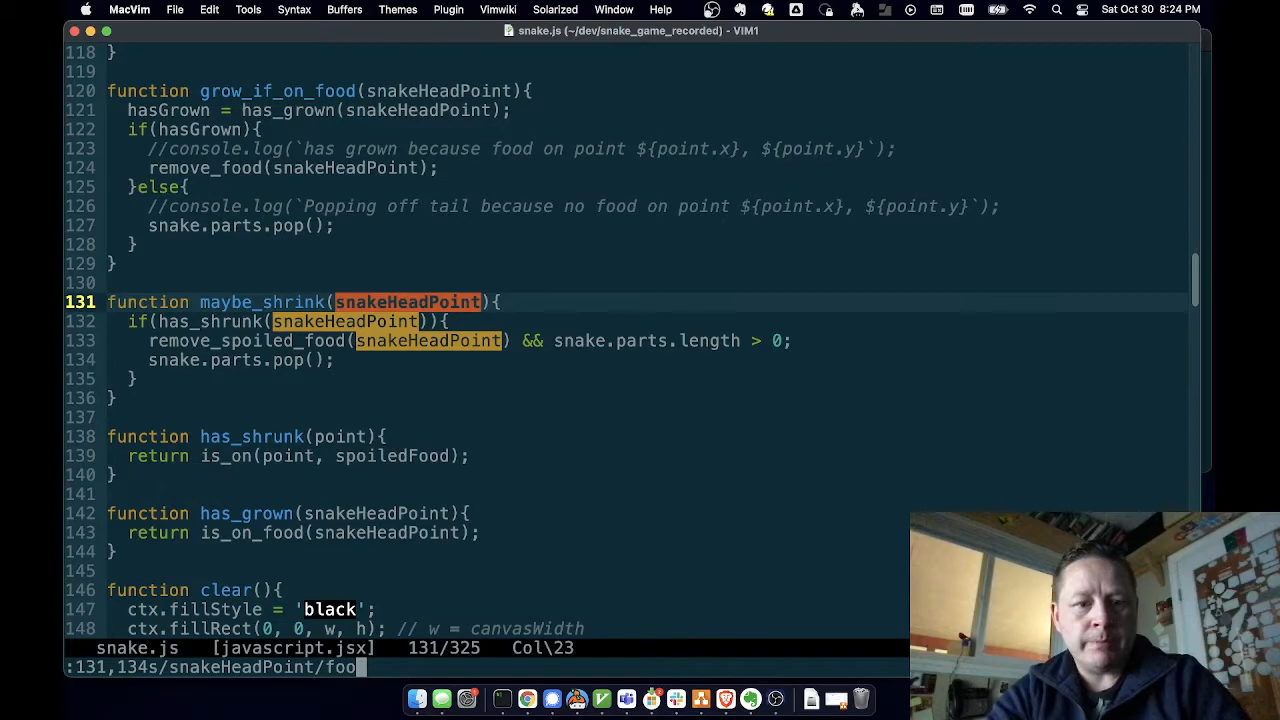 MacVim File Edit Tools Syntax Buffers Themes Plugin Vimwiki Solarized Window Help Sat Oct 30 8:24 PM
snake.js (~/dev/snake_game_recorded) - VIM1
118 }
119
120 function grow_if_on_food(snakeHeadPoint){
121 hasGrown = has_grown(snakeHeadPoint);
122 if(hasGrown){
123 //console.log(`has grown because food on point ${point.x}, ${point.y}`);
124 remove_food(snakeHeadPoint);
125 }else{
126 //console.log(`Popping off tail because no food on point ${point.x}, ${point.y}`);
127 snake.parts.pop();
128 }
129 }
130
131 function maybe_shrink(snakeHeadPoint){
132 if(has_shrunk(snakeHeadPoint)){
133 remove_spoiled_food(snakeHeadPoint) && snake.parts.length > 0;
134 snake.parts.pop();
135 }
136 }
137
138 function has_shrunk(point){
139 return is_on(point, spoiledFood);
140 }
141
142 function has_grown(snakeHeadPoint){
143 return is_on_food(snakeHeadPoint);
144 }
145
146 function clear(){
147 ctx.fillStyle = 'black';
148 ctx.fillRect(0, 0, w, h); // w = canvasWidth
snake.js [javascript.jsx] 131/325 Col\23
:131,134s/snakeHeadPoint/foo